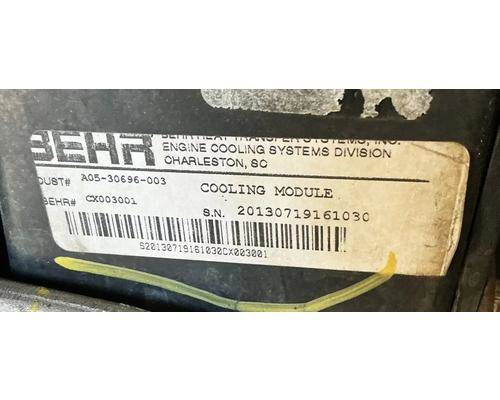 BEHR
BEHR HEAT TRANSFER SYSTEMS, INC.
ENGINE COOLING SYSTEMS DIVISION
CHARLESTON, SC
CUST# A05-30696-003
COOLING MODULE
BEHR# CX003001
S.N. 20130719161030
S20130719161030CX003001